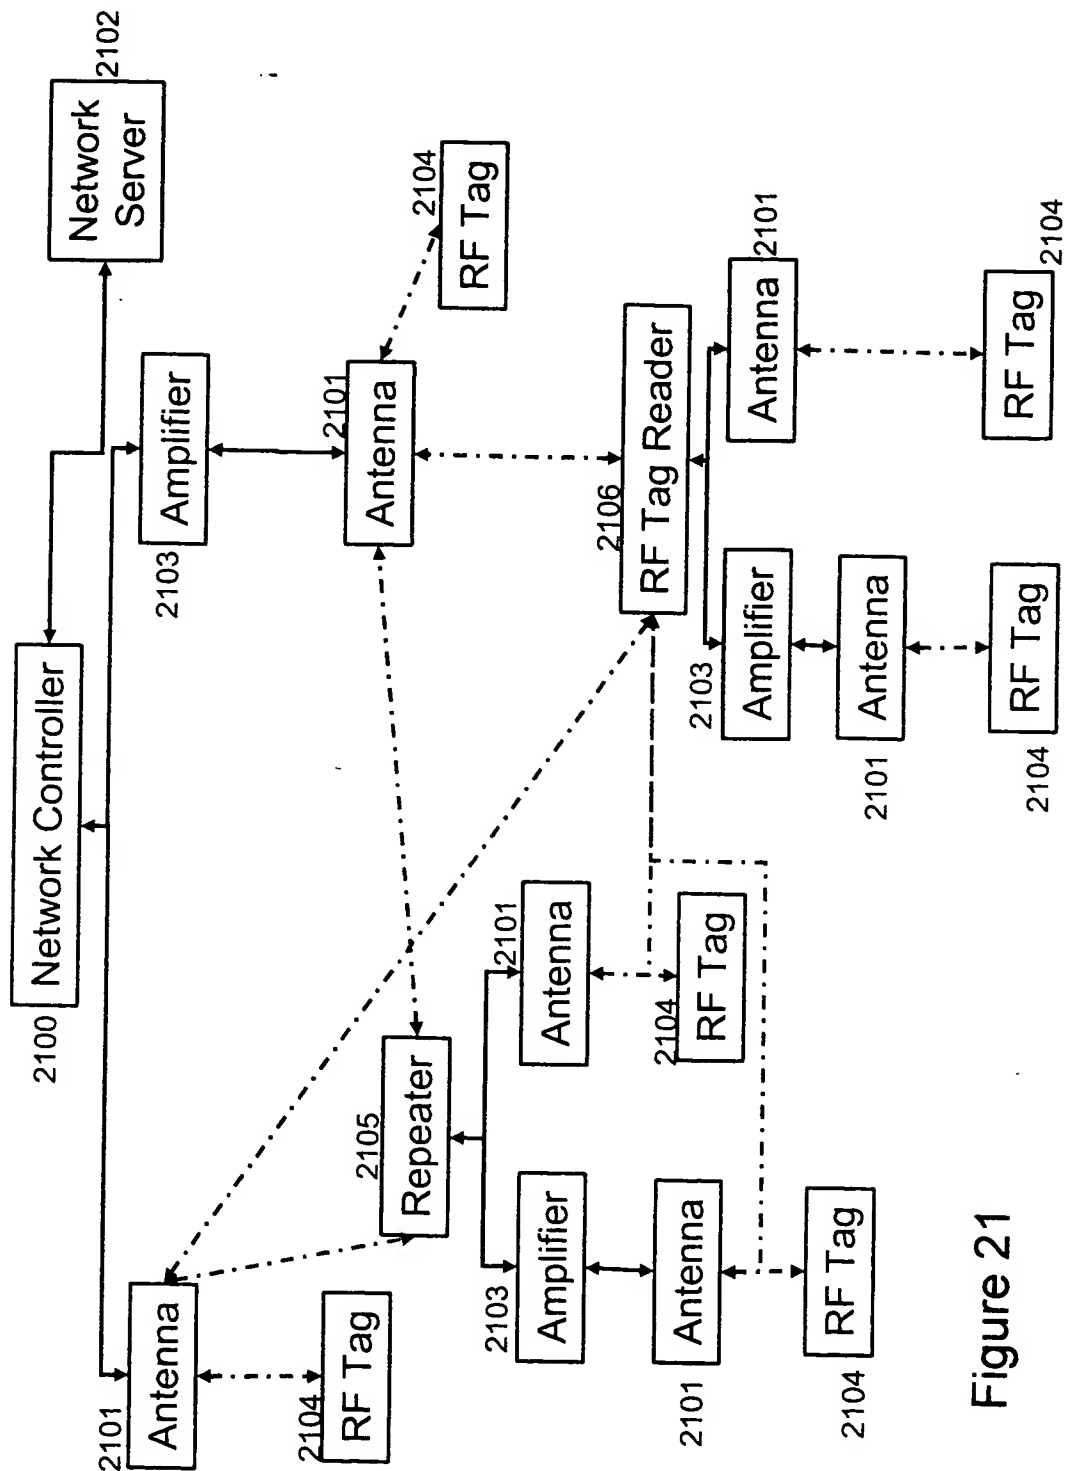 2100
Network Controller
Network
Server
2102
2101
Antenna
2103
Amplifier
2104
RF Tag
2101
Antenna
2104
RF Tag
2105
Repeater
2106
RF Tag Reader
2103
Amplifier
2101
Antenna
2103
Amplifier
2101
Antenna
2101
Antenna
2104
RF Tag
2101
Antenna
2104
RF Tag
2104
RF Tag
2104
RF Tag
Figure 21